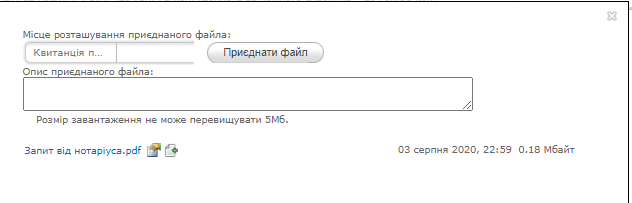 Місце розташування приєднаного файла:
Квитанція п... Приєднати файл
Опис приєднаного файла:
Розмір завантаження не може перевищувати 5Мб.
Запит від нотаріуса.pdf 03 серпня 2020, 22:59 0.18 Мбайт